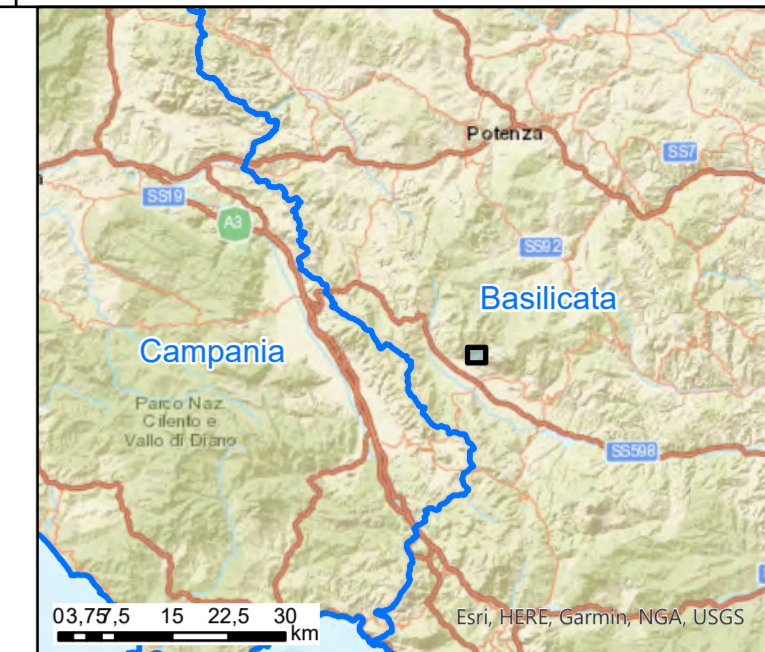 Potenza
SS7
SS19
A3
SS92
Basilicata
Campania
Parco Naz
Cilento e
Vallo di Diano
SS598
03,757,5 15 22,5 30
km
Esri, HERE, Garmin, NGA, USGS